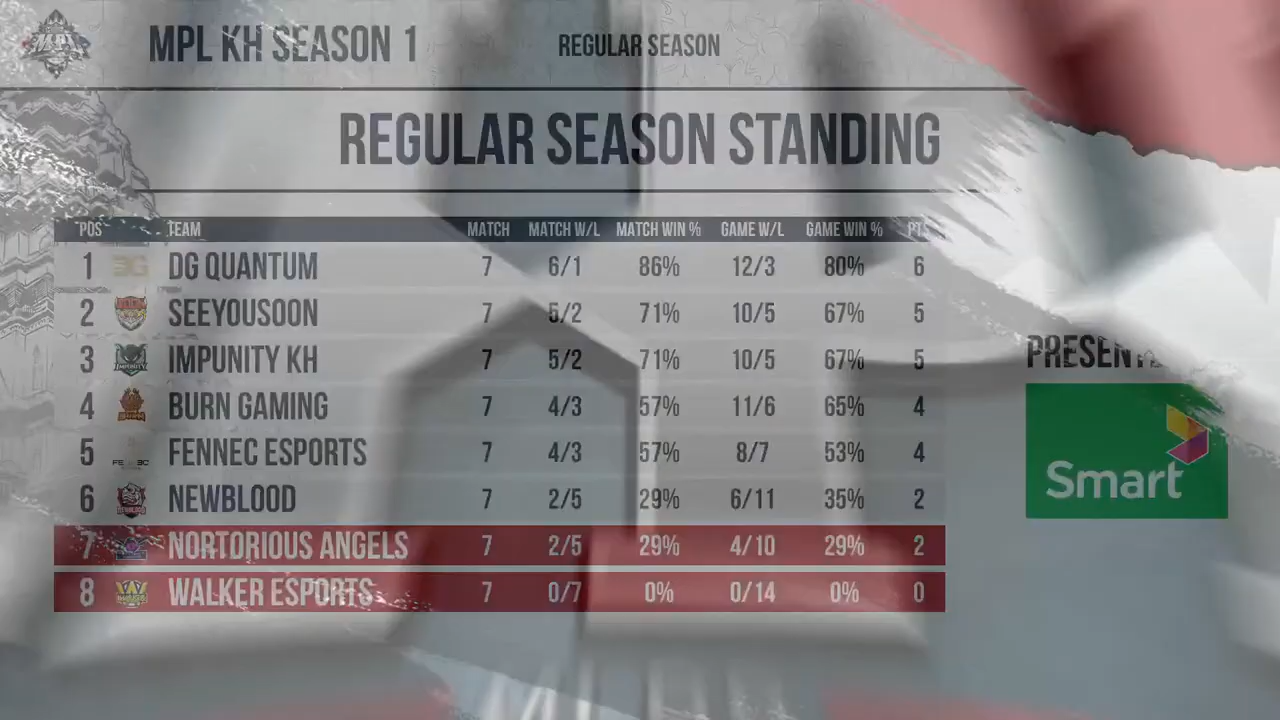 MPL KH SEASON 1
REGULAR SEASON
REGULAR SEASON STANDING
POS TEAM MATCH MATCH W/L MATCH WIN % GAME W/L GAME WIN % PTS
1 DG QUANTUM 7 6/1 86% 12/3 80% 6
2 SEEYOUSOON 7 5/2 71% 10/5 67% 5
3 IMPUNITY KH 7 5/2 71% 10/5 67% 5
4 BURN GAMING 7 4/3 57% 11/6 65% 4
5 FENNEC ESPORTS 7 4/3 57% 8/7 53% 4
6 NEWBLOOD 7 2/5 29% 6/11 35% 2
7 NORTORIOUS ANGELS 7 2/5 29% 4/10 29% 2
8 WALKER ESPORTS 7 0/7 0% 0/14 0% 0
Smart